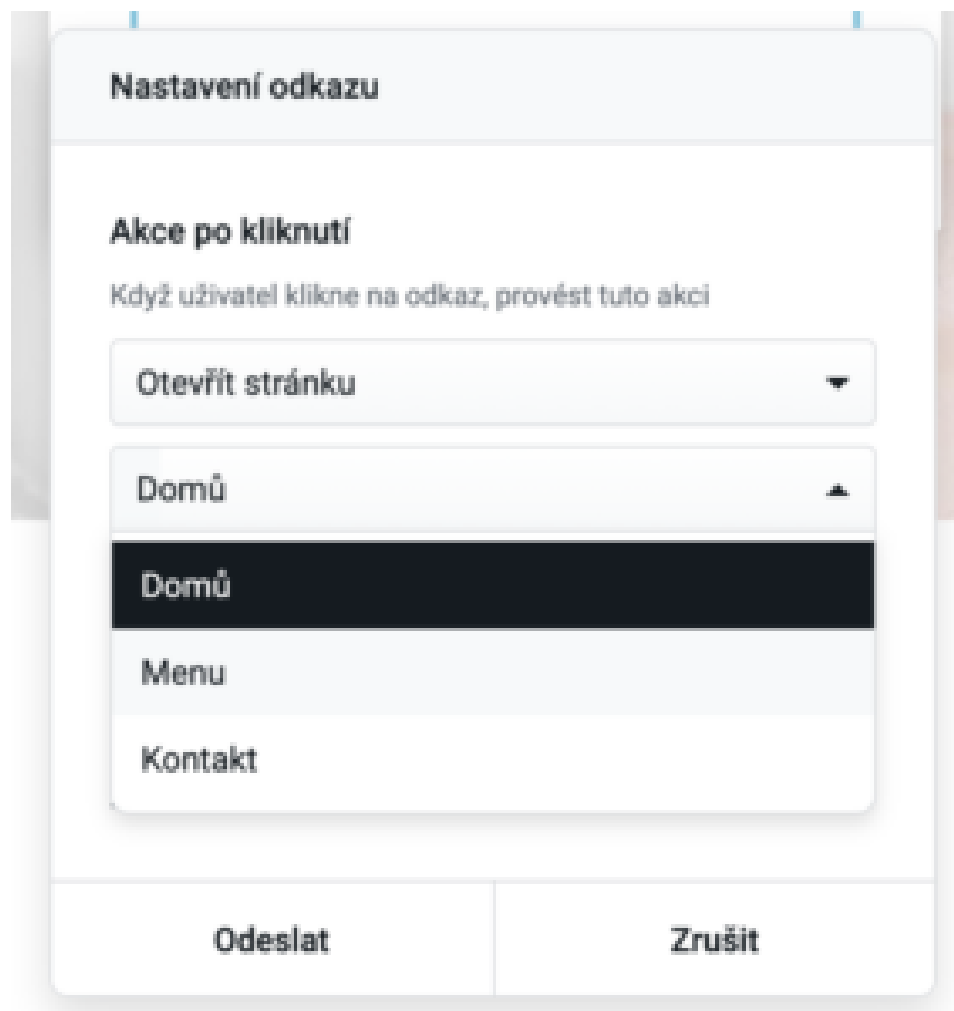 Nastavení odkazu
Akce po kliknutí
Když uživatel klikne na odkaz, provést tuto akci
Otevřít stránku
Domů
Domů
Menu
Kontakt
Odeslat
Zrušit